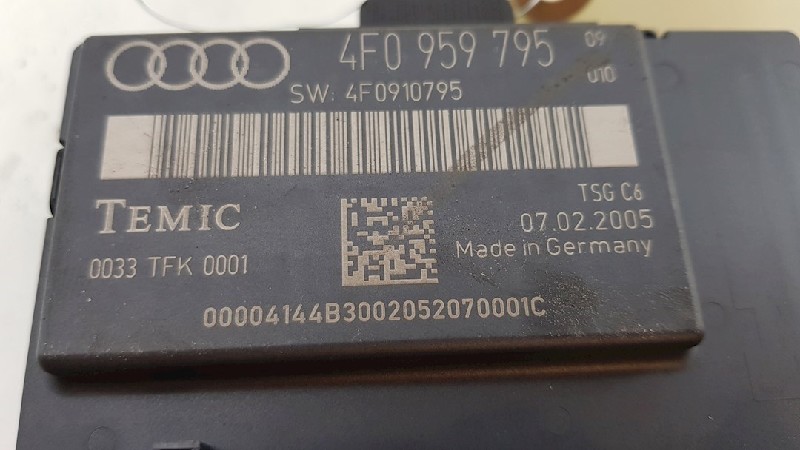 4F0 959 795 09
U10
SW: 4F0910795
TEMIC
TSG C6
07.02.2005
Made in Germany
0033 TFK 0001
00004144B3002052070001C